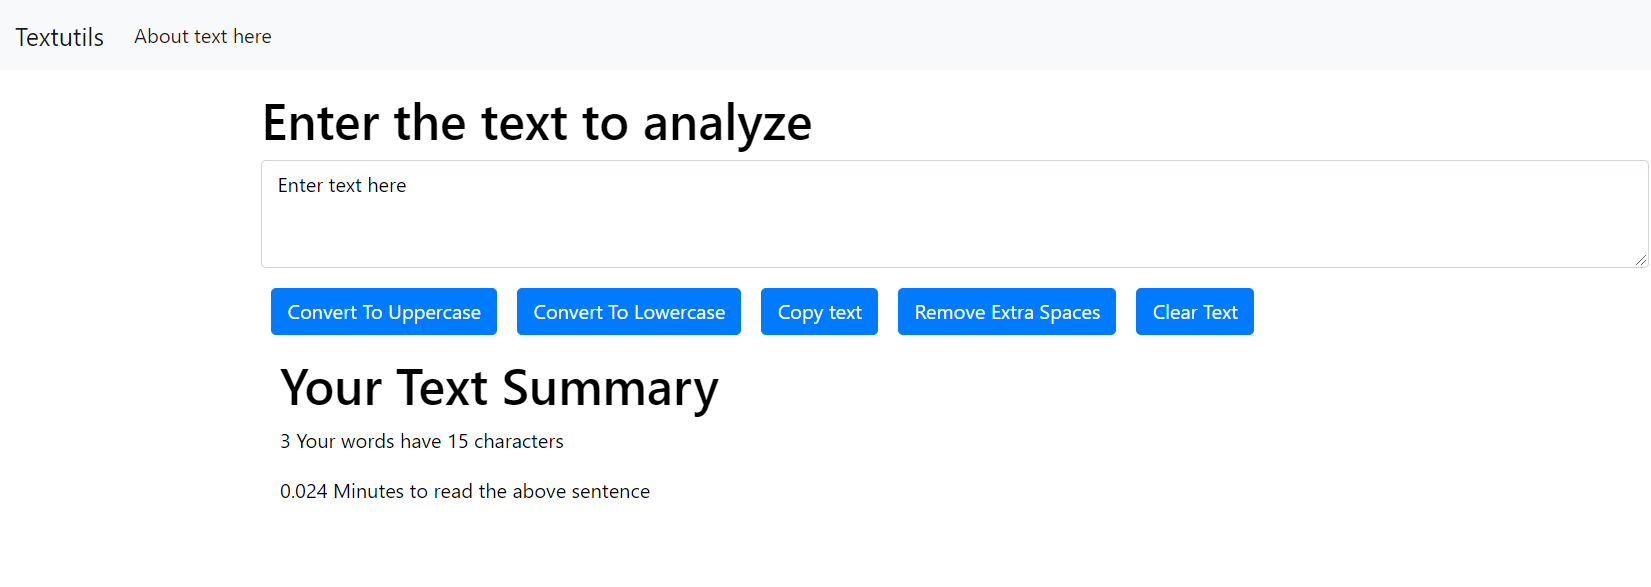 Textutils About text here
Enter the text to analyze
Enter text here
Convert To Uppercase Convert To Lowercase Copy text Remove Extra Spaces Clear Text
Your Text Summary
3 Your words have 15 characters
0.024 Minutes to read the above sentence